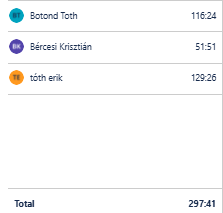 BT Botond Toth 116:24
BK Bércesi Krisztián 51:51
TE tóth erik 129:26
Total 297:41